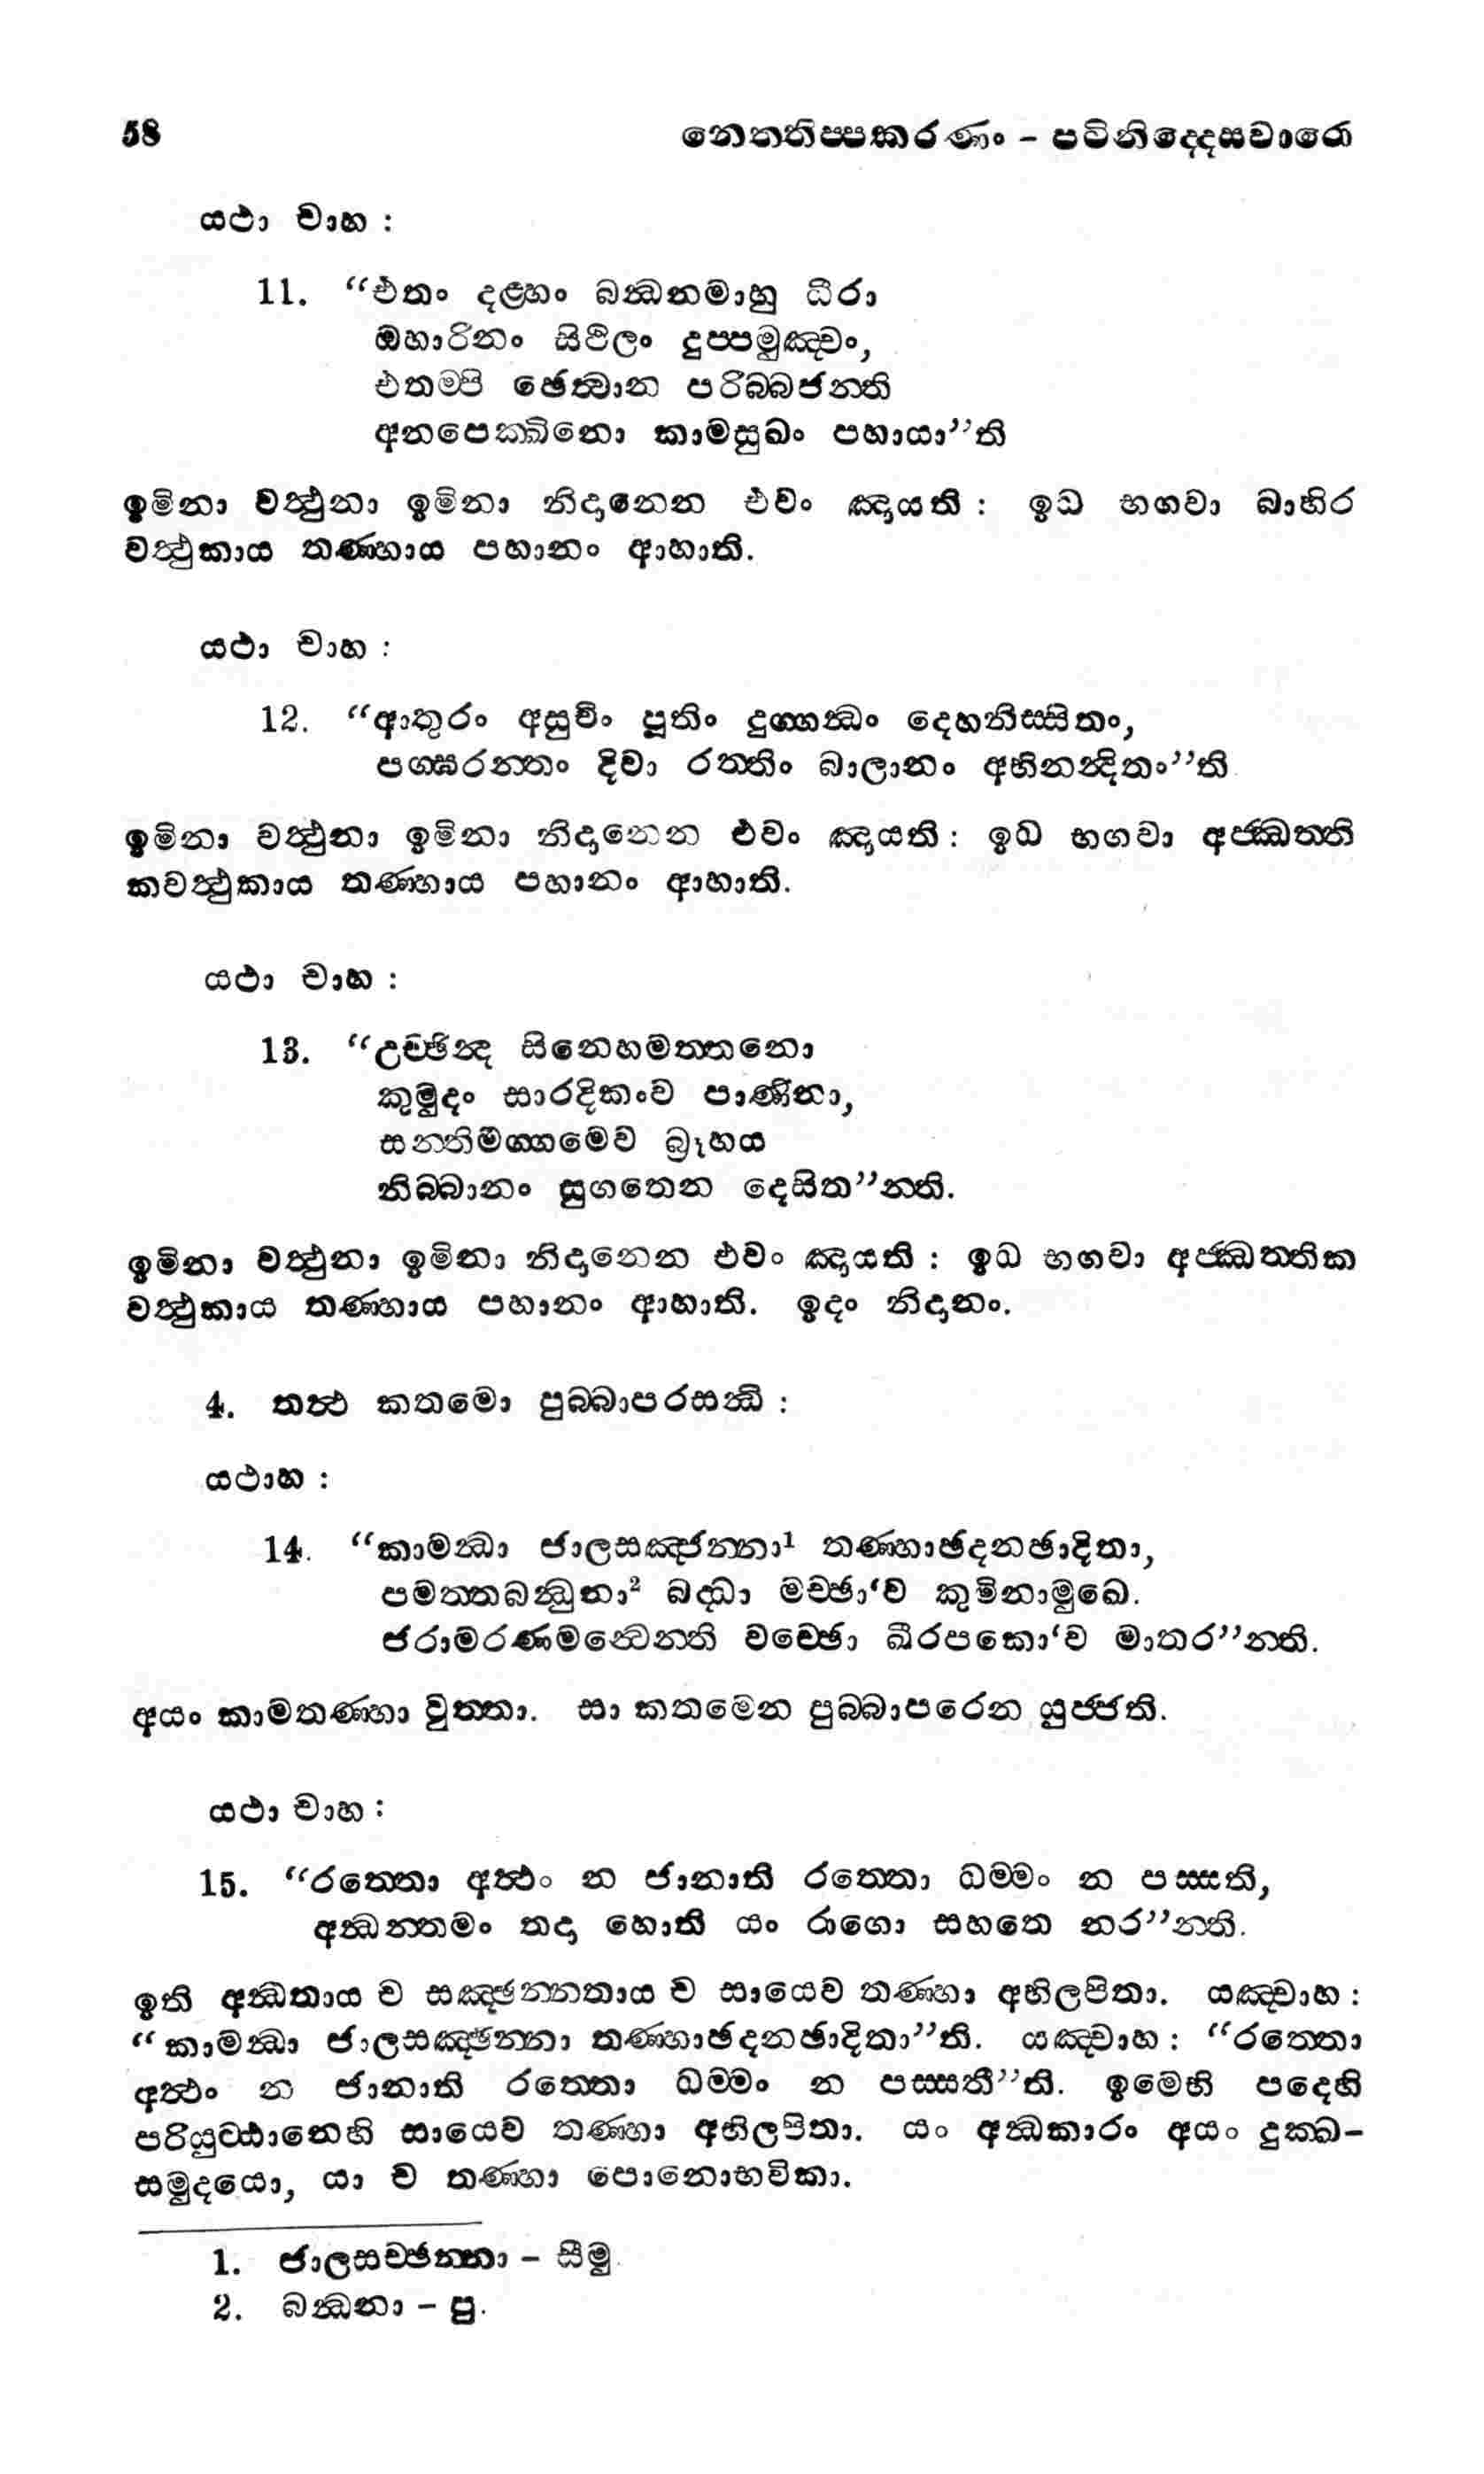 58 නෙත්තිප්පකරණං - පටිනිද්දෙසවාරො
යථා චාහ :
11. “එතං දළ්හං බන්ධනමාහු ධීරා
ඔහාරිනං සිථිලං දුප්පමුඤ්චං,
එතම්පි ඡෙත්වාන පරිබ්බජන්ති
අනපෙක්ඛිනො කාමසුඛං පහායා”ති
ඉමිනා වත්ථුනා ඉමිනා නිදානෙන එවං ඤායති : ඉධ භගවා බාහිර
වත්ථුකාය තණ්හාය පහානං ආහාති.
යථා චාහ :
12. “ආතුරං අසුචිං පූතිං දුග්ගන්ධං දෙහනිස්සිතං,
පග්ඝරන්තං දිවා රත්තිං බාලානං අභිනන්දිතං”ති
ඉමිනා වත්ථුනා ඉමිනා නිදානෙන එවං ඤායති : ඉධ භගවා අජ්ඣත්ති
කවත්ථුකාය තණ්හාය පහානං ආහාති.
යථා චාහ :
13. “උච්ඡින්ද සිනෙහමත්තනො
කුමුදං සාරදිකංව පාණිනා,
සන්තිමග්ගමෙව බ්‍රූහය
නිබ්බානං සුගතෙන දෙසිත”න්ති.
ඉමිනා වත්ථුනා ඉමිනා නිදානෙන එවං ඤායති : ඉධ භගවා අජ්ඣත්තික
වත්ථුකාය තණ්හාය පහානං ආහාති. ඉදං නිදානං.
4. තත්ථ කතමො පුබ්බාපරසන්ධි :
යථාහ :
14. “කාමන්ධා ජාලසඤ්ඡන්නා¹ තණ්හාඡදනඡාදිතා,
පමත්තබන්ධුනා² බද්ධා මච්ඡා‘ව කුමිනාමුඛෙ.
ජරාමරණමන්වෙන්ති වච්ඡො ඛීරපකො‘ව මාතර”න්ති.
අයං කාමතණ්හා වුත්තා. සා කතමෙන පුබ්බාපරෙන යුජ්ජති.
යථා චාහ :
15. “රත්තො අත්ථං න ජානාති රත්තො ධම්මං න පස්සති,
අන්ධන්තමං තදා හොති යං රාගො සහතෙ නර”න්ති.
ඉති අන්ධතාය ච සඤ්ඡන්නතාය ච සායෙව තණ්හා අභිලපිතා. යඤ්චාහ :
“කාමන්ධා ජාලසඤ්ඡන්නා තණ්හාඡදනඡාදිතා”ති. යඤ්චාහ : “රත්තො
අත්ථං න ජානාති රත්තො ධම්මං න පස්සතී”ති. ඉමෙහි පදෙහි
පරියුට්ඨානෙහි සායෙව තණ්හා අභිලපිතා. යං අන්ධකාරං අයං දුක්ඛ-
සමුදයො, යා ච තණ්හා පොනොභවිකා.
1. ජාලසච්ඡන්නා - සීමු
2. බන්ධනා - පු.